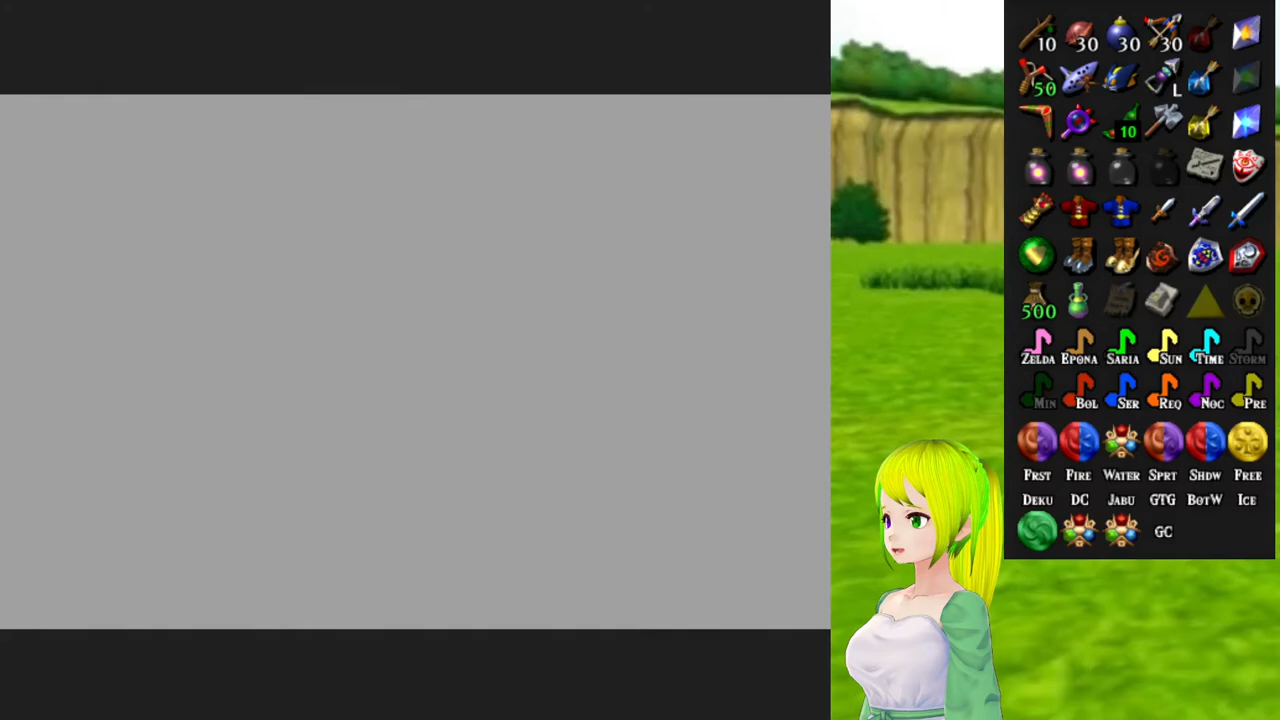 10 30 30 30
50 L
10
500
ZELDA EPONA SARIA SUN TIME STORM
MIN BOL SER REQ NOC PRE
FRST FIRE WATER SPRT SHDW FREE
DEKU DC JABU GTG BOTW ICE
GC